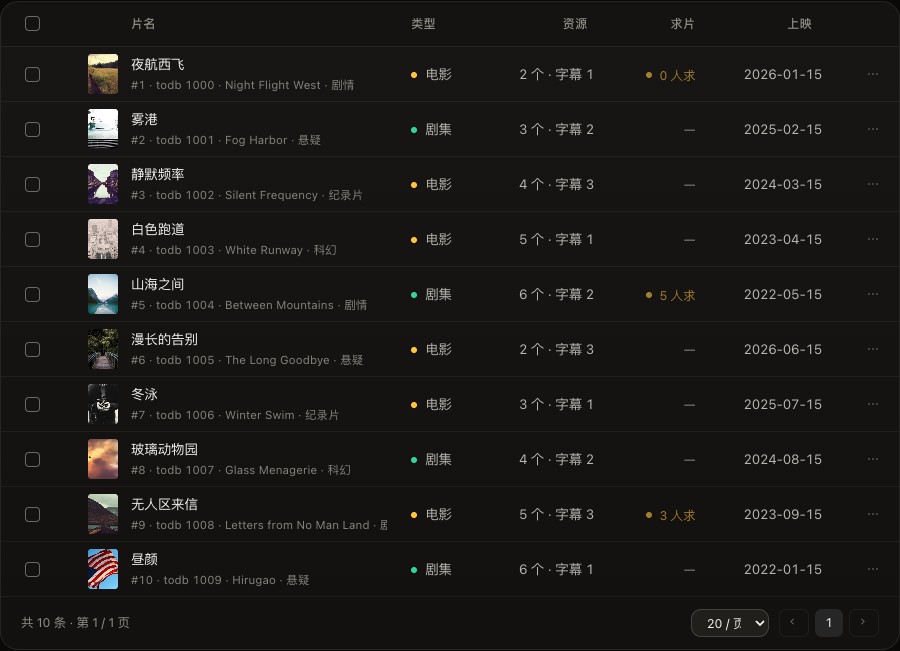 片名 类型 资源 求片 上映
夜航西飞
#1 · todb 1000 · Night Flight West · 剧情
电影 2 个 · 字幕 1 0 人求 2026-01-15 ···
雾港
#2 · todb 1001 · Fog Harbor · 悬疑
剧集 3 个 · 字幕 2 — 2025-02-15 ···
静默频率
#3 · todb 1002 · Silent Frequency · 纪录片
电影 4 个 · 字幕 3 — 2024-03-15 ···
白色跑道
#4 · todb 1003 · White Runway · 科幻
电影 5 个 · 字幕 1 — 2023-04-15 ···
山海之间
#5 · todb 1004 · Between Mountains · 剧情
剧集 6 个 · 字幕 2 5 人求 2022-05-15 ···
漫长的告别
#6 · todb 1005 · The Long Goodbye · 悬疑
电影 2 个 · 字幕 3 — 2026-06-15 ···
冬泳
#7 · todb 1006 · Winter Swim · 纪录片
电影 3 个 · 字幕 1 — 2025-07-15 ···
玻璃动物园
#8 · todb 1007 · Glass Menagerie · 科幻
剧集 4 个 · 字幕 2 — 2024-08-15 ···
无人区来信
#9 · todb 1008 · Letters from No Man Land ·
电影 5 个 · 字幕 3 3 人求 2023-09-15 ···
昼颜
#10 · todb 1009 · Hirugao · 悬疑
剧集 6 个 · 字幕 1 — 2022-01-15 ···
共 10 条 · 第 1 / 1 页 20 / 页 ‹ 1 ›